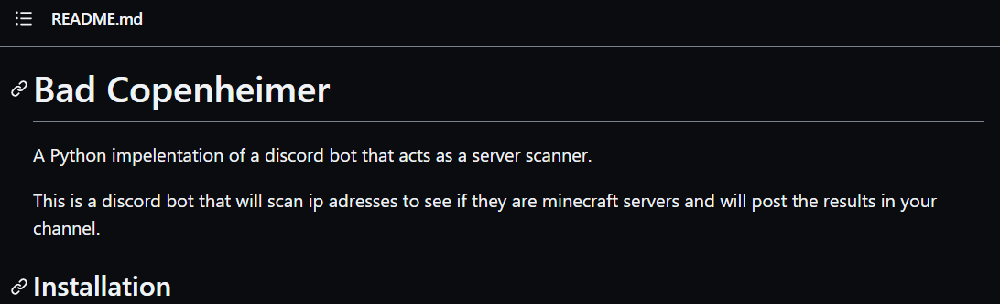 README.md
Bad Copenheimer
A Python impelentation of a discord bot that acts as a server scanner.
This is a discord bot that will scan ip adresses to see if they are minecraft servers and will post the results in your
channel.
Installation